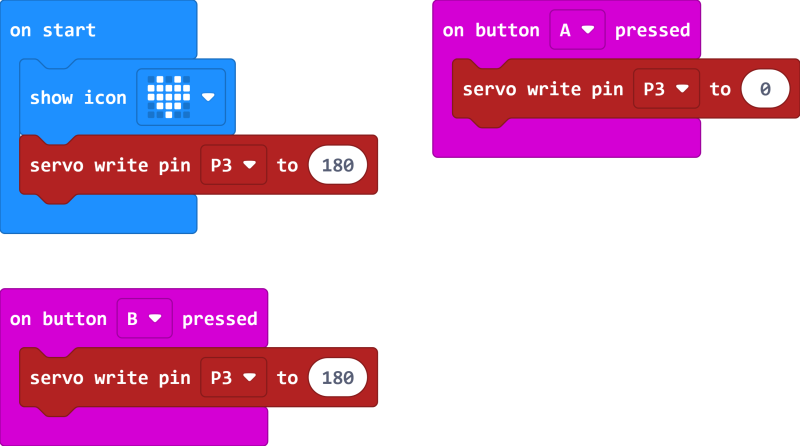 on start
show icon
servo write pin P3 to 180
on button A pressed
servo write pin P3 to 0
on button B pressed
servo write pin P3 to 180